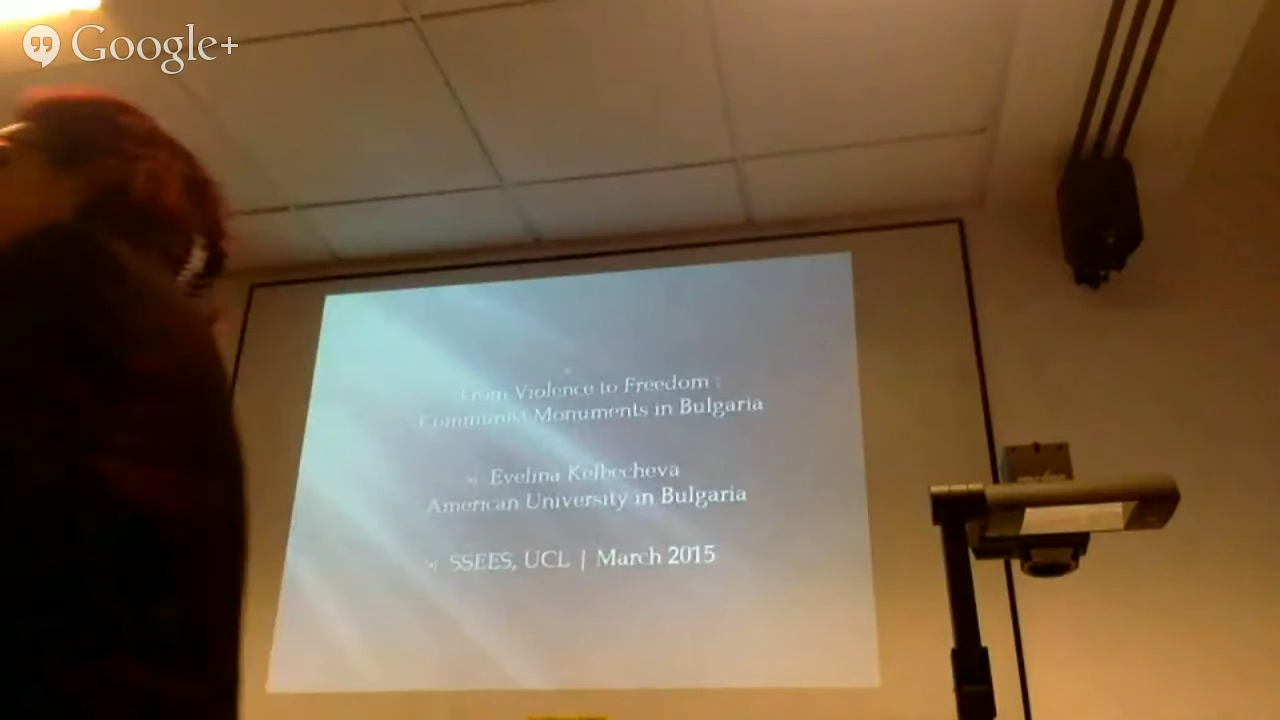 Google+
From Violence to Freedom :
Communist Monuments in Bulgaria
Evelina Kelbecheva
American University in Bulgaria
SSEES, UCL | March 2015